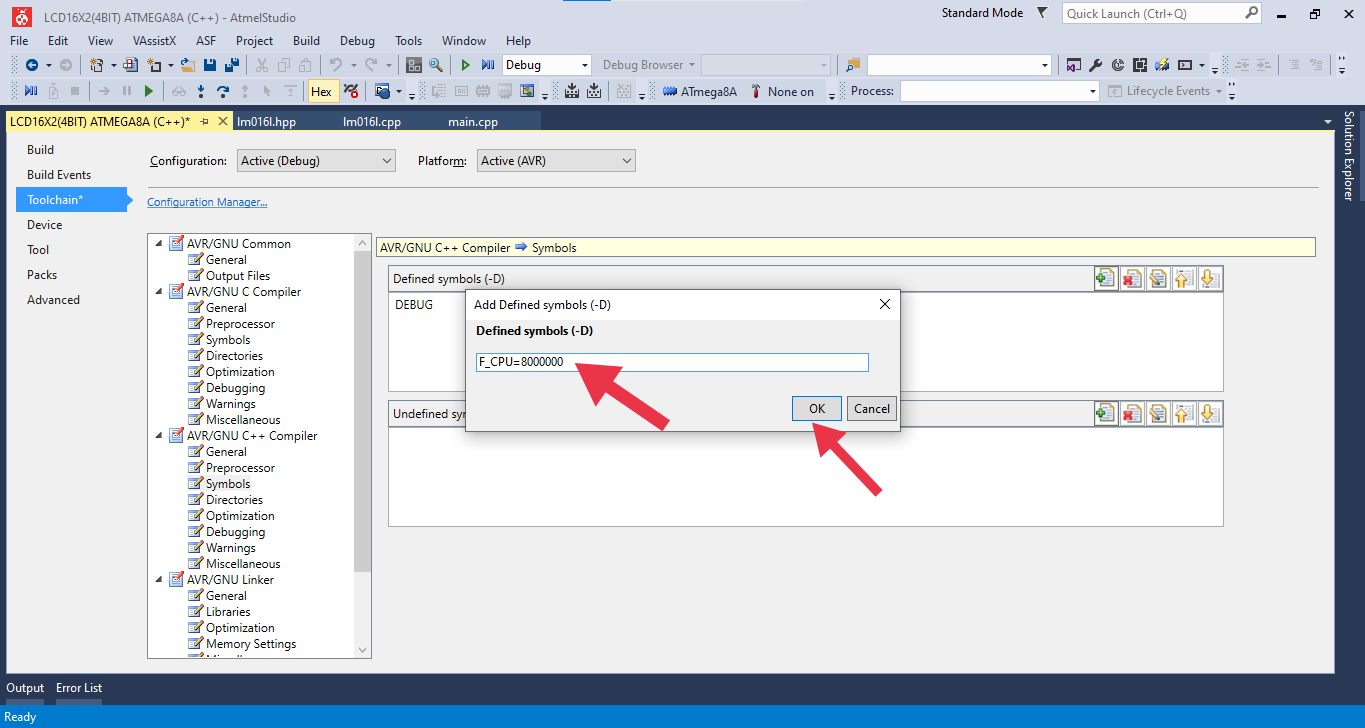 LCD16X2(4BIT) ATMEGA8A (C++) - AtmelStudio
Standard Mode
Quick Launch (Ctrl+Q)
File Edit View VAssistX ASF Project Build Debug Tools Window Help
Debug
Debug Browser
Hex
ATmega8A
None on
Process:
Lifecycle Events
LCD16X2(4BIT) ATMEGA8A (C++)*
lm016l.hpp
lm016l.cpp
main.cpp
Solution Explorer
Build
Build Events
Toolchain*
Device
Tool
Packs
Advanced
Configuration: Active (Debug)
Platform: Active (AVR)
Configuration Manager...
AVR/GNU Common
General
Output Files
AVR/GNU C Compiler
General
Preprocessor
Symbols
Directories
Optimization
Debugging
Warnings
Miscellaneous
AVR/GNU C++ Compiler
General
Preprocessor
Symbols
Directories
Optimization
Debugging
Warnings
Miscellaneous
AVR/GNU Linker
General
Libraries
Optimization
Memory Settings
AVR/GNU C++ Compiler Symbols
Defined symbols (-D)
DEBUG
Add Defined symbols (-D)
Defined symbols (-D)
F_CPU=8000000
OK
Cancel
Undefined sy
Output
Error List
Ready